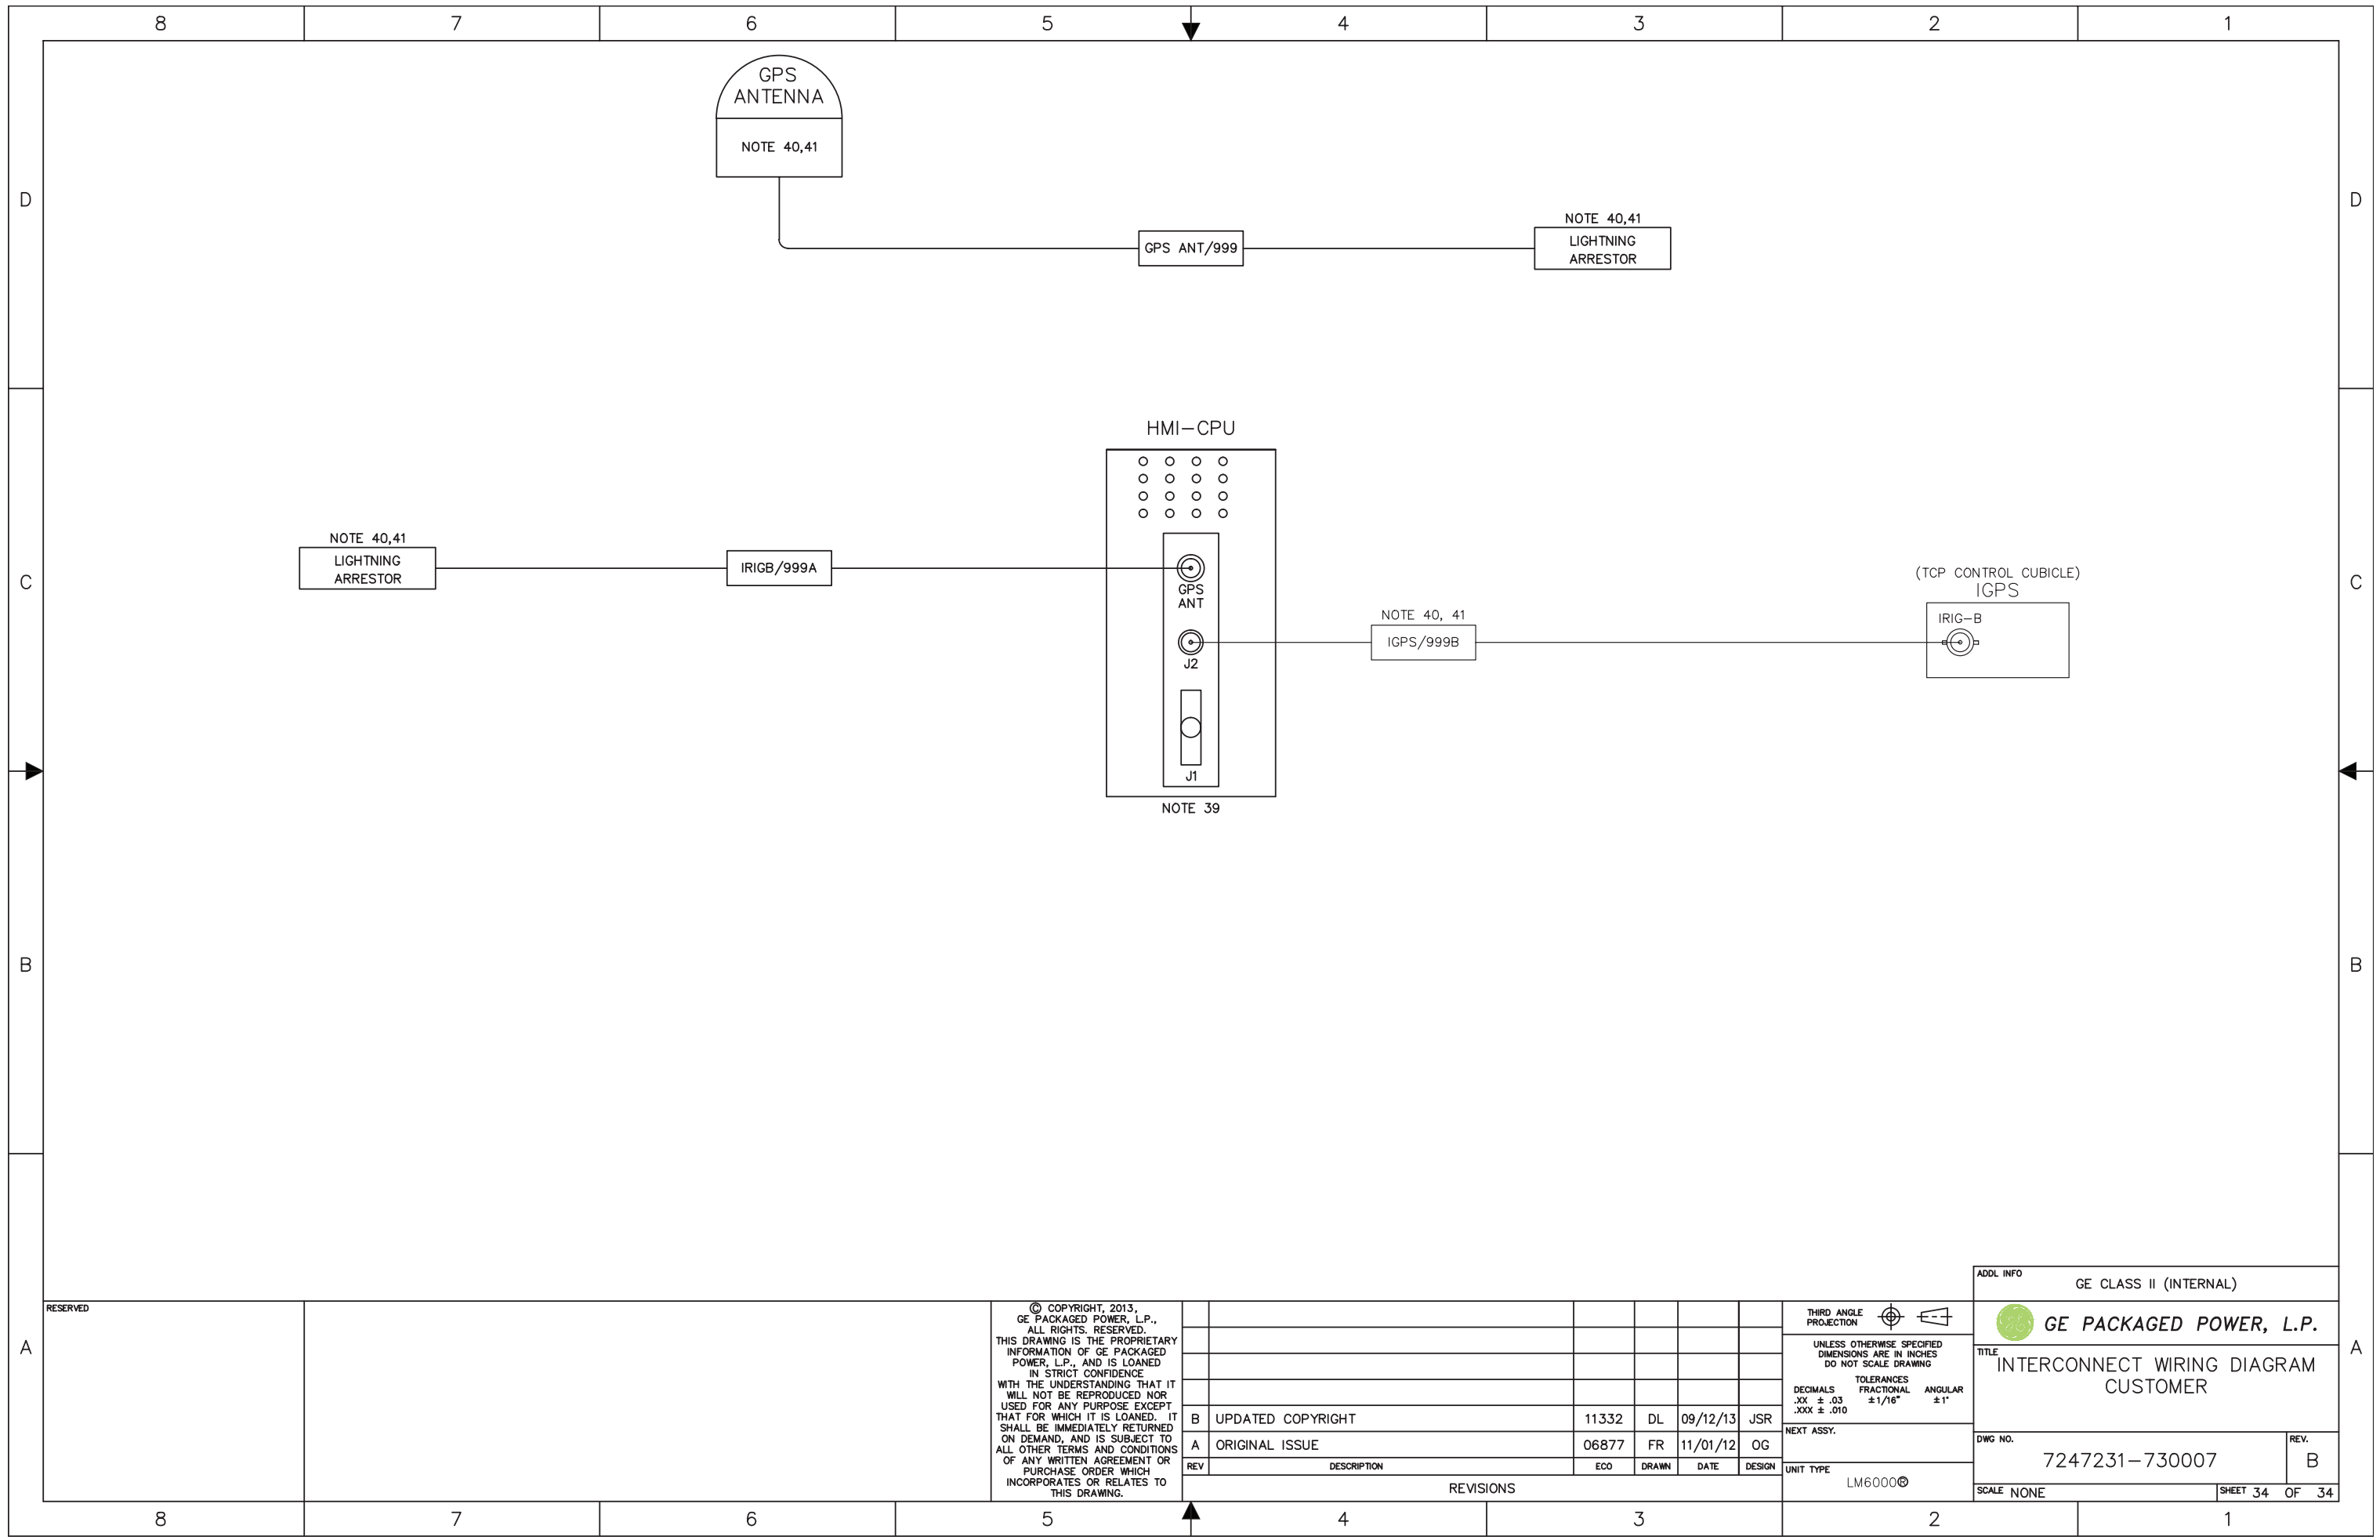 8 7 6 5 4 3 2 1
GPS
ANTENNA
NOTE 40,41
D
D
NOTE 40,41
GPS ANT/999
LIGHTNING
ARRESTOR
HMI-CPU
NOTE 40,41
LIGHTNING
ARRESTOR
IRIGB/999A
GPS
ANT
(TCP CONTROL CUBICLE)
IGPS
C
C
NOTE 40, 41
IGPS/999B
IRIG-B
J2
J1
NOTE 39
B
B
ADDL INFO
GE CLASS II (INTERNAL)
RESERVED
A
A
© COPYRIGHT, 2013,
GE PACKAGED POWER, L.P.,
ALL RIGHTS. RESERVED.
THIS DRAWING IS THE PROPRIETARY
INFORMATION OF GE PACKAGED
POWER, L.P., AND IS LOANED
IN STRICT CONFIDENCE
WITH THE UNDERSTANDING THAT IT
WILL NOT BE REPRODUCED NOR
USED FOR ANY PURPOSE EXCEPT
THAT FOR WHICH IT IS LOANED. IT
SHALL BE IMMEDIATELY RETURNED
ON DEMAND, AND IS SUBJECT TO
ALL OTHER TERMS AND CONDITIONS
OF ANY WRITTEN AGREEMENT OR
PURCHASE ORDER WHICH
INCORPORATES OR RELATES TO
THIS DRAWING.
B UPDATED COPYRIGHT 11332 DL 09/12/13 JSR
A ORIGINAL ISSUE 06877 FR 11/01/12 OG
REV DESCRIPTION ECO DRAWN DATE DESIGN
REVISIONS
THIRD ANGLE
PROJECTION
UNLESS OTHERWISE SPECIFIED
DIMENSIONS ARE IN INCHES
DO NOT SCALE DRAWING
TOLERANCES
DECIMALS FRACTIONAL ANGULAR
.XX ± .03 ±1/16" ±1°
.XXX ± .010
NEXT ASSY.
UNIT TYPE
LM6000®
GE PACKAGED POWER, L.P.
TITLE
INTERCONNECT WIRING DIAGRAM
CUSTOMER
DWG NO.
7247231-730007
REV.
B
SCALE NONE
SHEET 34 OF 34
8 7 6 5 4 3 2 1